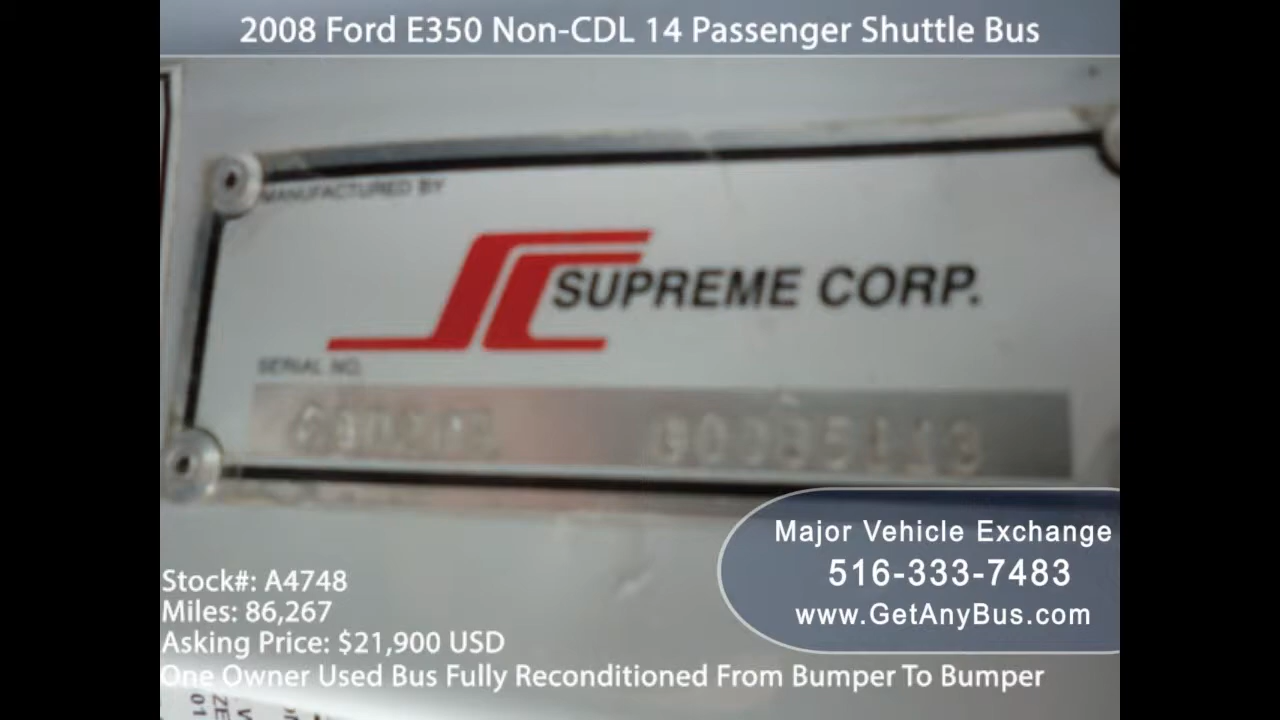 2008 Ford E350 Non-CDL 14 Passenger Shuttle Bus
MANUFACTURED BY
SUPREME CORP.
SERIAL NO.
Major Vehicle Exchange
516-333-7483
www.GetAnyBus.com
Stock#: A4748
Miles: 86,267
Asking Price: $21,900 USD
One Owner Used Bus Fully Reconditioned From Bumper To Bumper